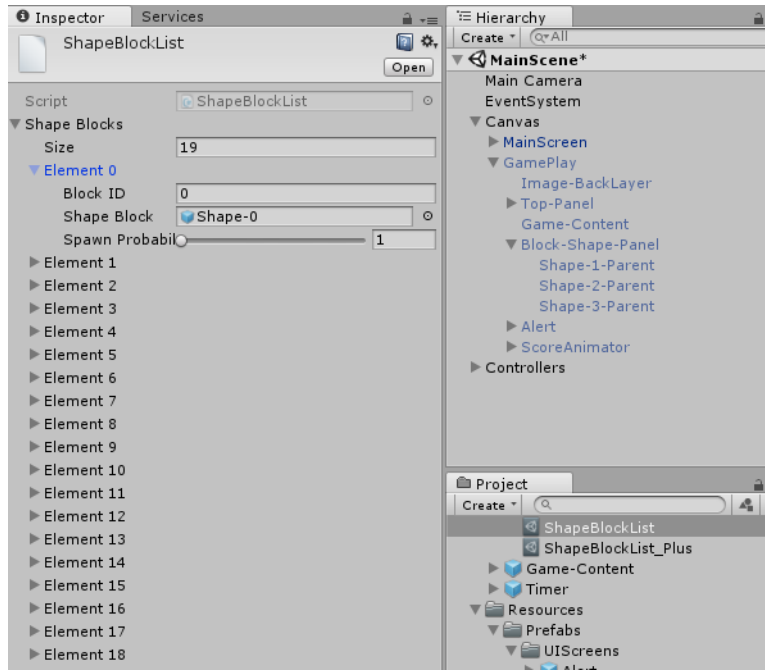 Inspector
Services
ShapeBlockList
Open
Script
ShapeBlockList
Shape Blocks
Size
19
Element 0
Block ID
0
Shape Block
Shape-0
Spawn Probabil
1
Element 1
Element 2
Element 3
Element 4
Element 5
Element 6
Element 7
Element 8
Element 9
Element 10
Element 11
Element 12
Element 13
Element 14
Element 15
Element 16
Element 17
Element 18
Hierarchy
Create
All
MainScene*
Main Camera
EventSystem
Canvas
MainScreen
GamePlay
Image-BackLayer
Top-Panel
Game-Content
Block-Shape-Panel
Shape-1-Parent
Shape-2-Parent
Shape-3-Parent
Alert
ScoreAnimator
Controllers
Project
Create
ShapeBlockList
ShapeBlockList_Plus
Game-Content
Timer
Resources
Prefabs
UIScreens
Alert